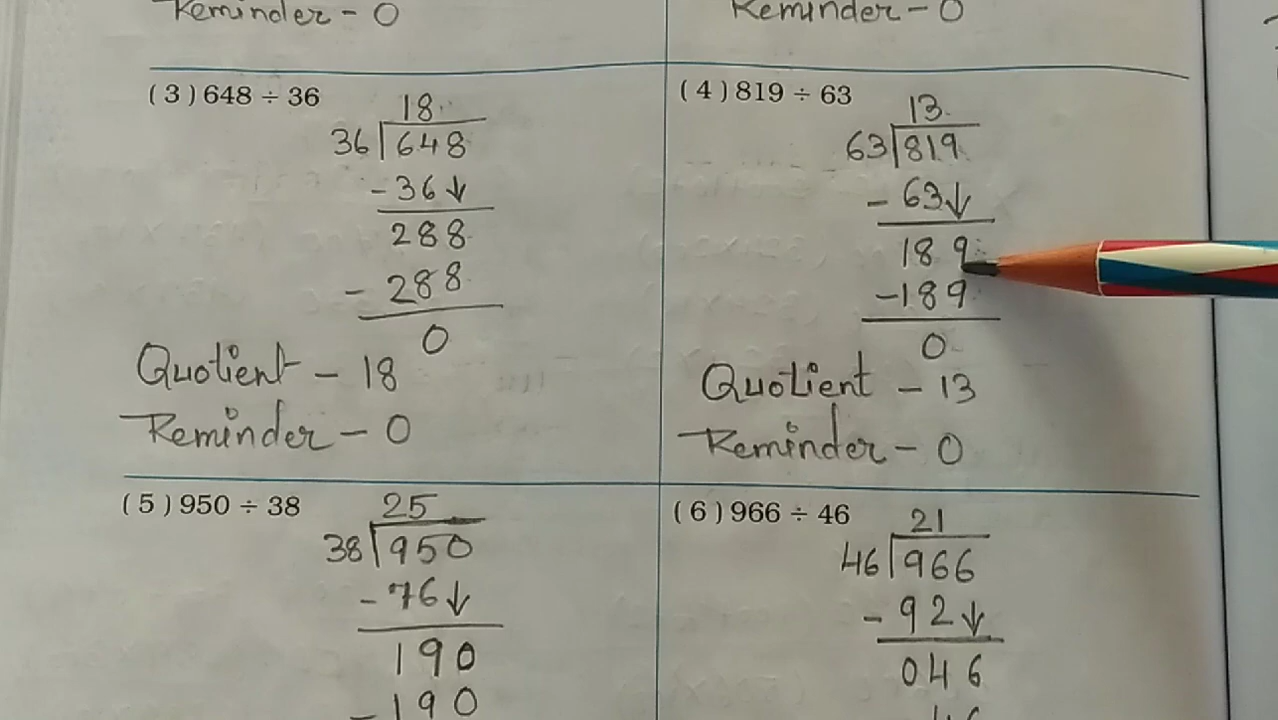 Reminder - 0
Reminder - 0
(3) 648 ÷ 36
18
36 648
- 36 ↓
288
- 288
0
Quotient - 18
Reminder - 0
(4) 819 ÷ 63
13
63 819
- 63 ↓
189
- 189
0
Quotient - 13
Reminder - 0
(5) 950 ÷ 38
25
38 950
- 76 ↓
190
- 190
(6) 966 ÷ 46
21
46 966
- 92 ↓
046